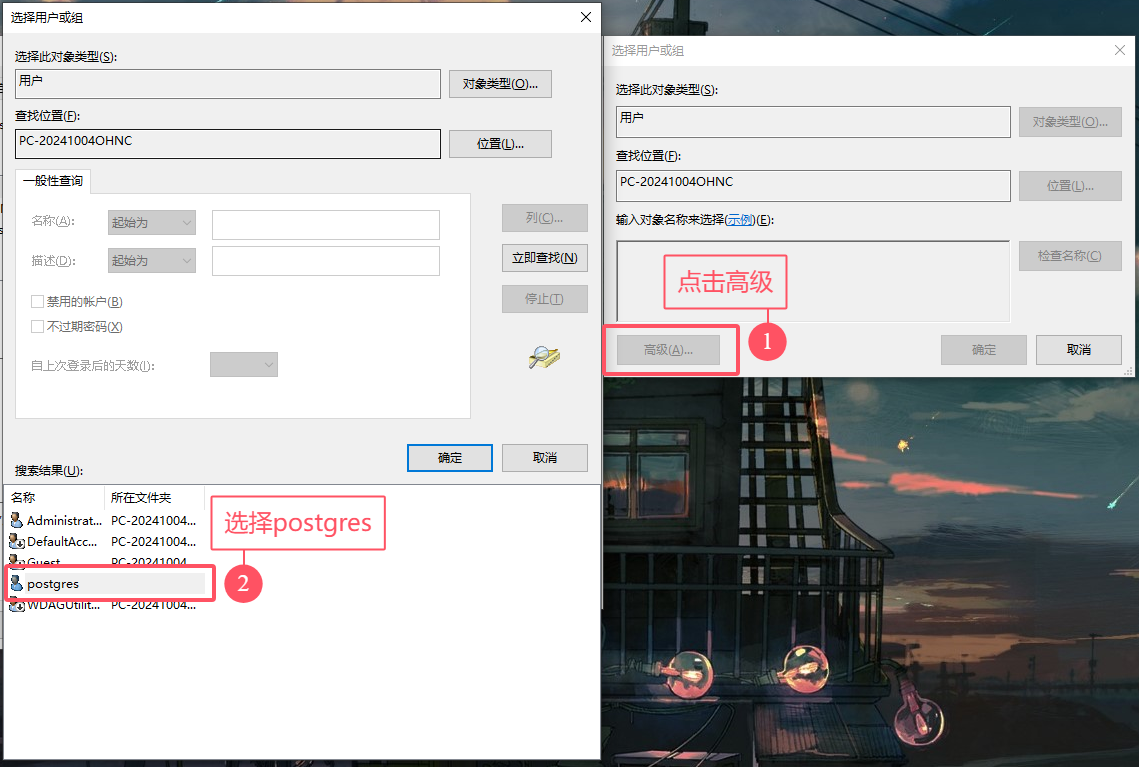 选择用户或组
选择此对象类型(S):
用户
对象类型(O)...
查找位置(F):
PC-20241004OHNC
位置(L)...
一般性查询
名称(A):
起始为
描述(D):
起始为
禁用的帐户(B)
不过期密码(X)
自上次登录后的天数(I):
列(C)...
立即查找(N)
停止(T)
确定
取消
搜索结果(U):
名称
所在文件夹
Administrat...
PC-20241004...
DefaultAcc...
PC-20241004...
Guest
PC-20241004...
postgres
WDAGUtilit...
PC-20241004...
选择postgres
2
选择用户或组
选择此对象类型(S):
用户
对象类型(O)...
查找位置(F):
PC-20241004OHNC
位置(L)...
输入对象名称来选择(示例)(E):
检查名称(C)
点击高级
1
高级(A)...
确定
取消